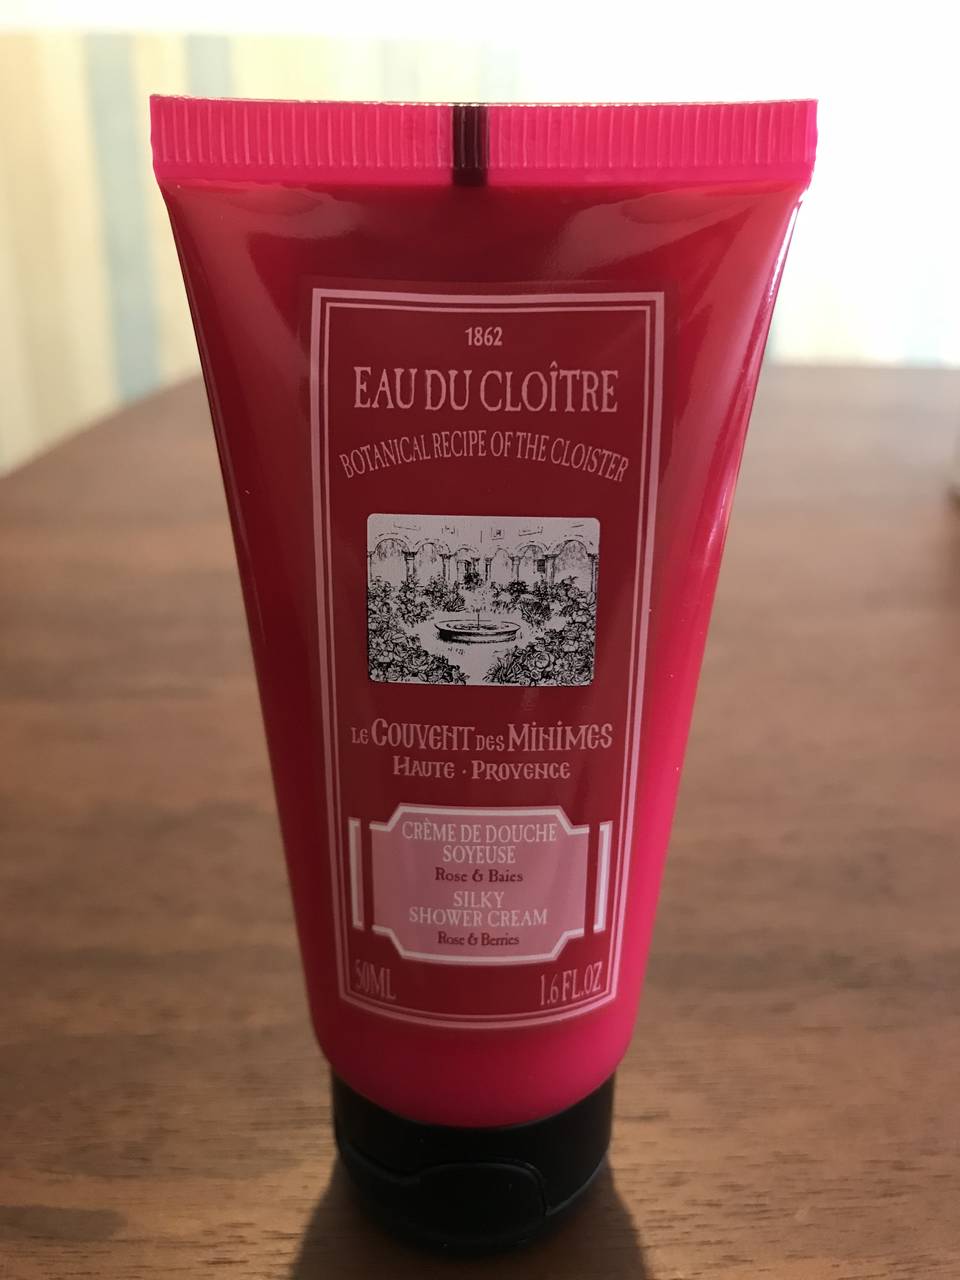 1862
EAU DU CLOÎTRE
BOTANICAL RECIPE OF THE CLOISTER
LE COUVENT DES MINIMES
HAUTE · PROVENCE
CRÈME DE DOUCHE
SOYEUSE
Rose & Baies
SILKY
SHOWER CREAM
Rose & Berries
50ML 1.6 FL.OZ